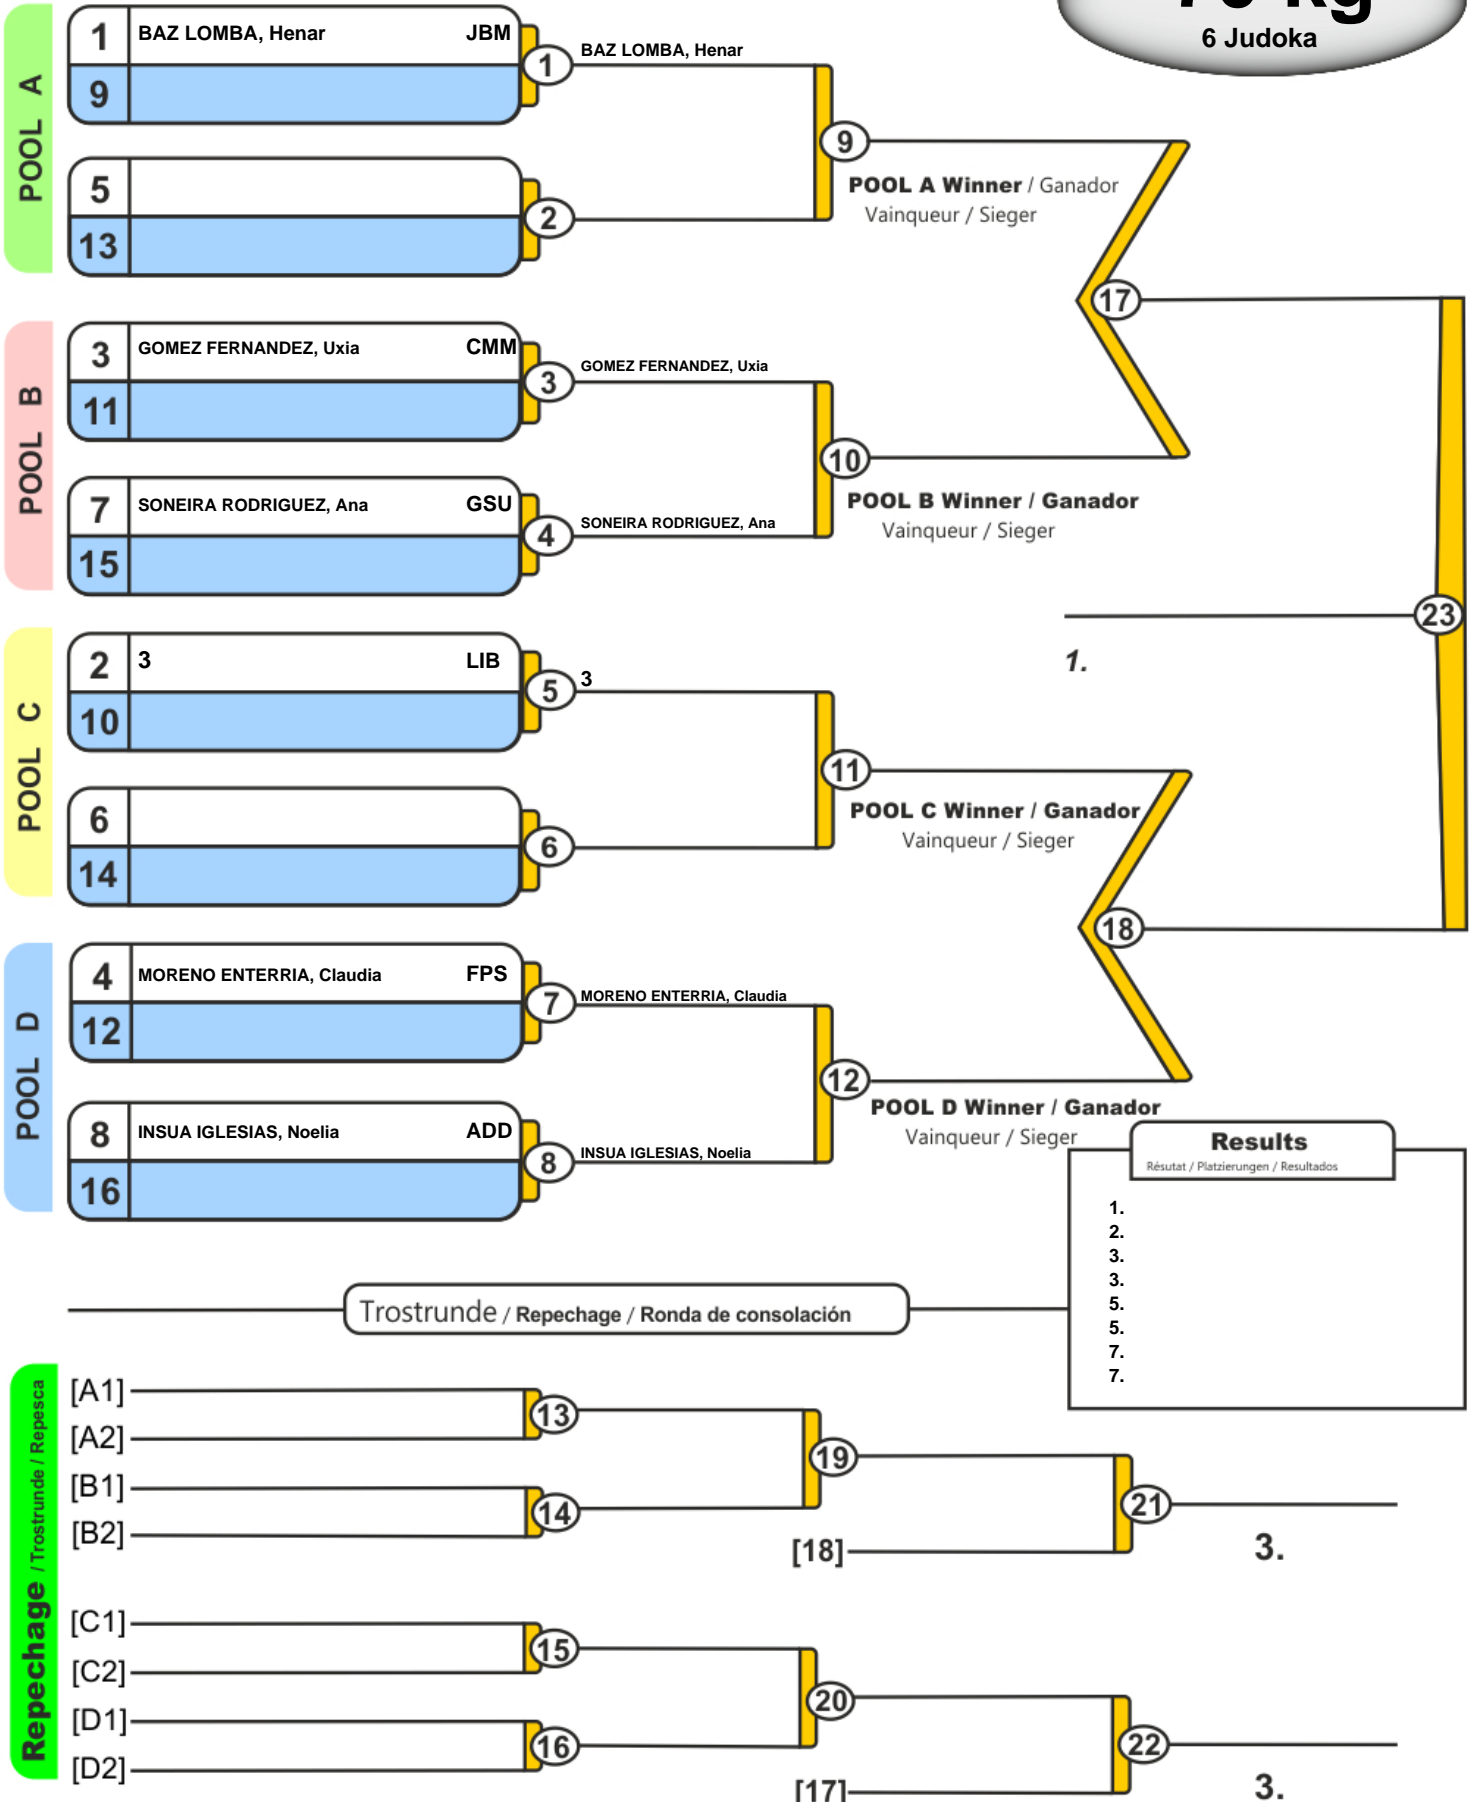 6 Judoka
POOL A
1 BAZ LOMBA, Henar JBM
9
1
BAZ LOMBA, Henar
5
13
2
9
POOL A Winner / Ganador
Vainqueur / Sieger
POOL B
3 GOMEZ FERNANDEZ, Uxia CMM
11
3
GOMEZ FERNANDEZ, Uxia
7 SONEIRA RODRIGUEZ, Ana GSU
15
4
SONEIRA RODRIGUEZ, Ana
10
POOL B Winner / Ganador
Vainqueur / Sieger
17
23
1.
POOL C
2 3 LIB
10
5
3
6
14
6
11
POOL C Winner / Ganador
Vainqueur / Sieger
18
POOL D
4 MORENO ENTERRIA, Claudia FPS
12
7
MORENO ENTERRIA, Claudia
8 INSUA IGLESIAS, Noelia ADD
16
8
INSUA IGLESIAS, Noelia
12
POOL D Winner / Ganador
Vainqueur / Sieger
Results
Résutat / Platzierungen / Resultados
1.
2.
3.
3.
5.
5.
7.
7.
Trostrunde / Repechage / Ronda de consolación
Repechage / Trostrunde / Repesca
[A1]
[A2]
13
[B1]
[B2]
14
19
[18]
21
3.
[C1]
[C2]
15
[D1]
[D2]
16
20
[17]
22
3.